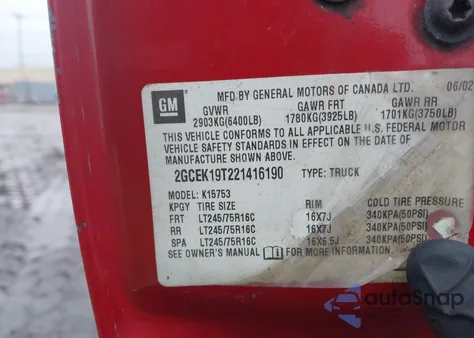 GM
MFD BY GENERAL MOTORS OF CANADA LTD. 06/02
GVWR GAWR FRT GAWR RR
2903KG(6400LB) 1780KG(3925LB) 1701KG(3750LB)
THIS VEHICLE CONFORMS TO ALL APPLICABLE U.S. FEDERAL MOTOR
VEHICLE SAFETY STANDARDS IN EFFECT ON THE DATE OF
MANUFACTURE SHOWN ABOVE.
2GCEK19T221416190 TYPE: TRUCK
MODEL: K15753
KPGY TIRE SIZE RIM COLD TIRE PRESSURE
FRT LT245/75R16C 16X7J 340KPA(50PSI)
RR LT245/75R16C 16X7J 340KPA(50PSI)
SPA LT245/75R16C 16X6.5J 340KPA(50PSI)
SEE OWNER'S MANUAL FOR MORE INFORMATION.
autoSnap